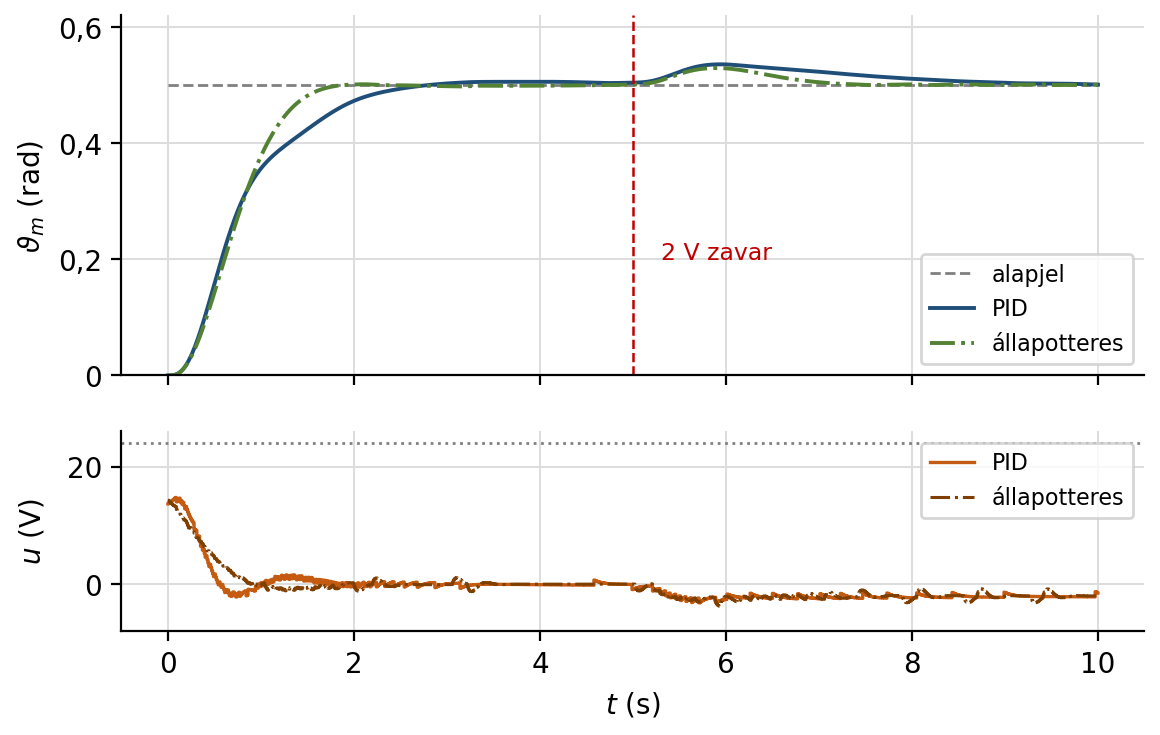 0,6
0,4
0,2
0
ϑm (rad)
2 V zavar
alapjel
PID
állapotteres
20
0
u (V)
PID
állapotteres
0
2
4
6
8
10
t (s)